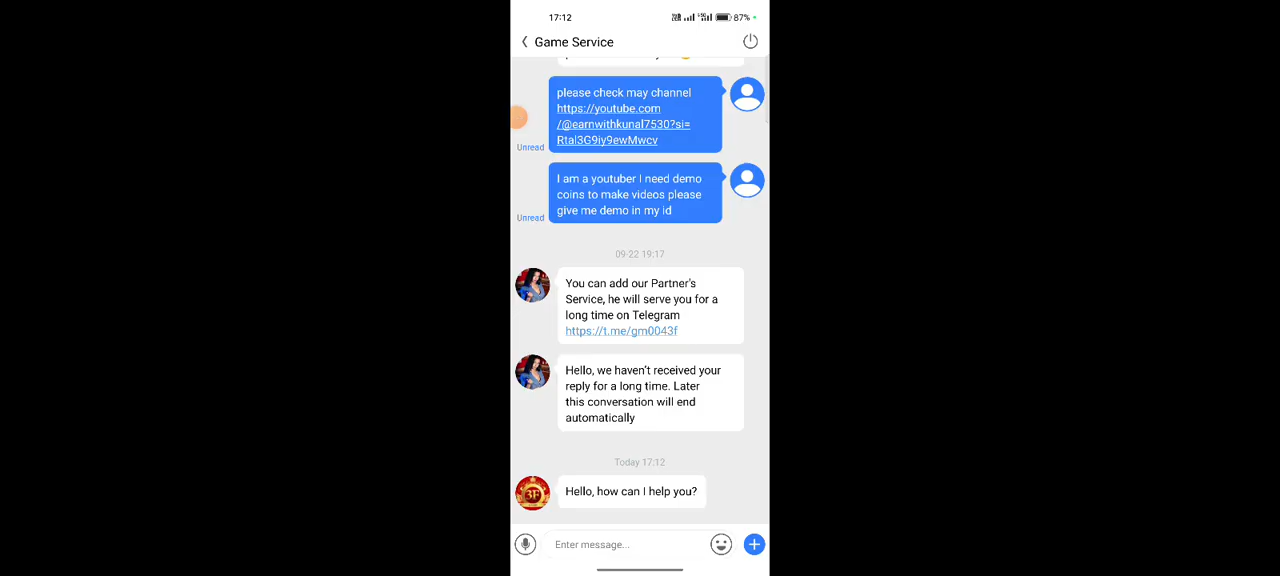 17:12
87%
Game Service
please check may channel
https://youtube.com
/@earnwithkunal7530?si=
Rtal3G9iy9ewMwcv
Unread
I am a youtuber I need demo
coins to make videos please
give me demo in my id
Unread
09-22 19:17
You can add our Partner's
Service, he will serve you for a
long time on Telegram
https://t.me/gm0043f
Hello, we haven't received your
reply for a long time. Later
this conversation will end
automatically
Today 17:12
3F
Hello, how can I help you?
Enter message...